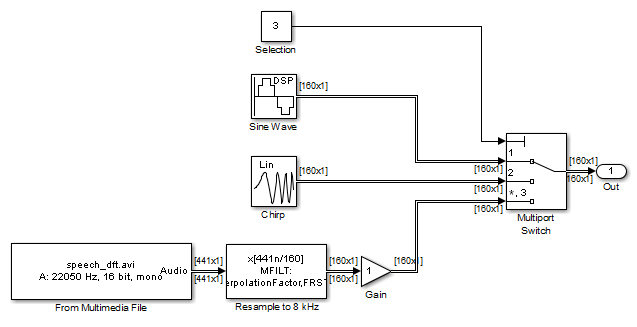 3
Selection
DSP
[160x1]
Sine Wave
Lin
[160x1]
Chirp
1
2
*, 3
[160x1]
[160x1]
[160x1]
Multiport
Switch
[160x1]
[160x1]
1
Out
speech_dft.avi
A: 22050 Hz, 16 bit, mono
Audio
From Multimedia File
[441x1]
[441x1]
x[441n/160]
MFILT:
erpolationFactor,FRS
Resample to 8 kHz
[160x1]
[160x1]
1
Gain
[160x1]